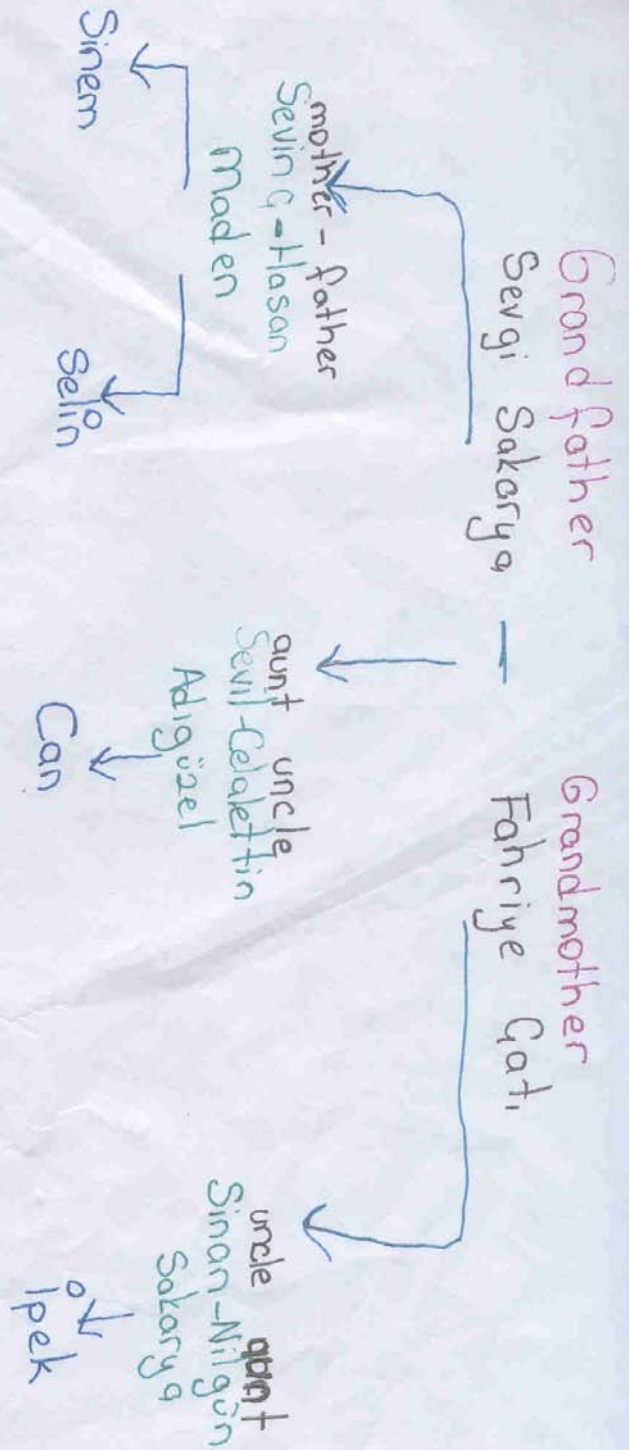 Grandfather Grandmother
Sevgi Sakarya — Fahriye Çatı
mother - father
Sevinç - Hasan
Maden
aunt uncle
Sevil - Celalettin
Adıgüzel
uncle aunt
Sinan - Nilgün
Sakarya
Sinem
Selin
Can
İpek